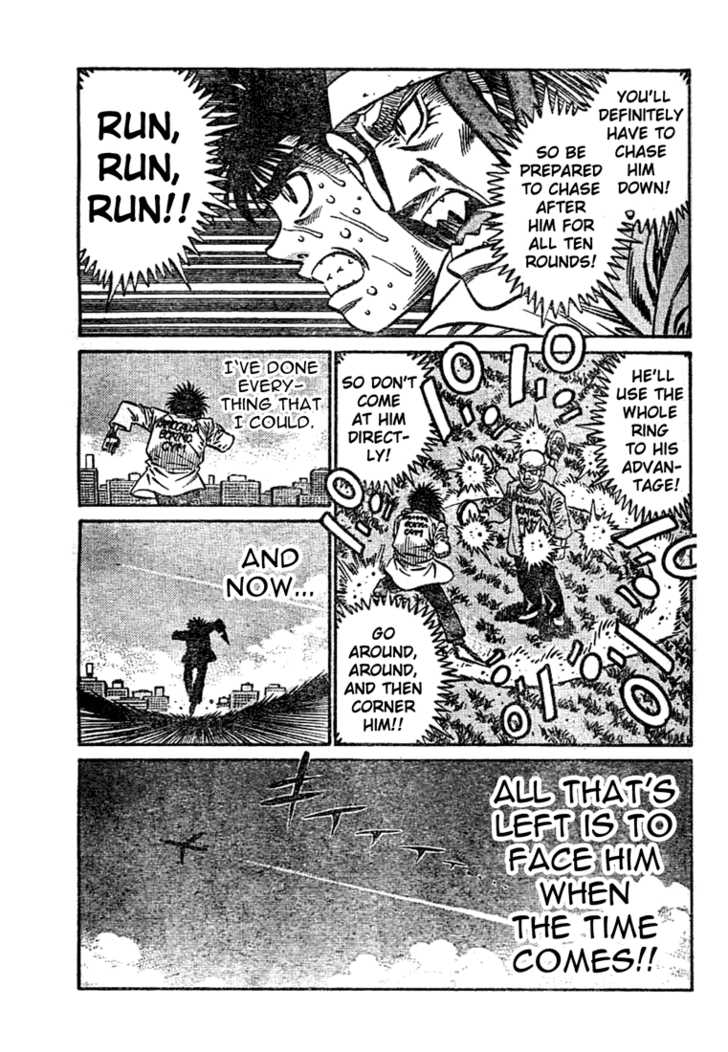 YOU'LL
DEFINITELY
HAVE TO
CHASE
HIM
DOWN!
SO BE
PREPARED
TO CHASE
AFTER
HIM FOR
ALL TEN
ROUNDS!
RUN,
RUN,
RUN!!
HE'LL
USE THE
WHOLE
RING TO
HIS
ADVAN-
TAGE!
SO DON'T
COME
AT HIM
DIRECT-
LY!
GO
AROUND,
AROUND,
AND THEN
CORNER
HIM!!
I'VE DONE
EVERY-
THING THAT
I COULD.
KAMOGAWA
BOXING
GYM
AND
NOW...
ALL THAT'S
LEFT IS TO
FACE HIM
WHEN
THE TIME
COMES!!